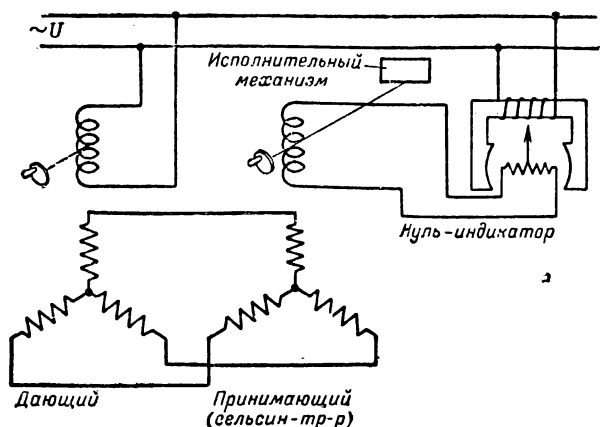 ~U
Исполнительный
механизм
Нуль-индикатор
Дающий
Принимающий
(сельсин-тр-р)